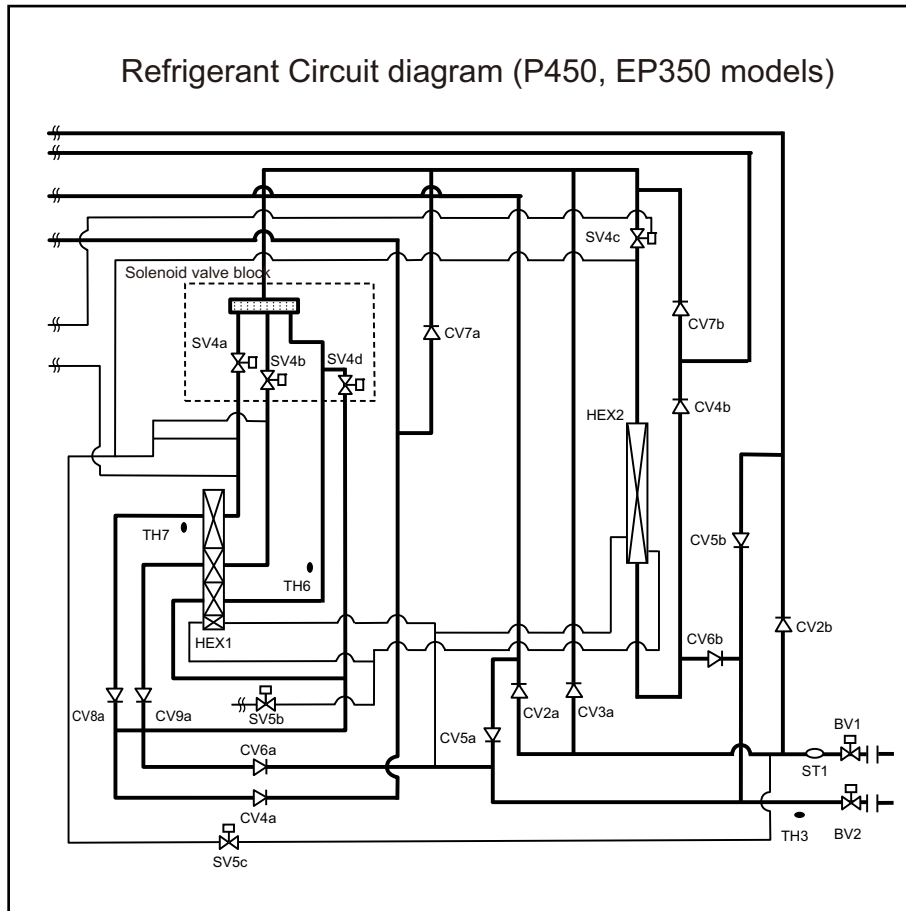 Refrigerant Circuit diagram (P450, EP350 models)
SV4c
Solenoid valve block
CV7a
CV7b
SV4a
SV4b
SV4d
CV4b
HEX2
TH7
CV5b
TH6
HEX1
CV2b
CV6b
CV8a
CV9a
SV5b
CV2a
CV3a
CV5a
BV1
CV6a
ST1
CV4a
SV5c
TH3
BV2